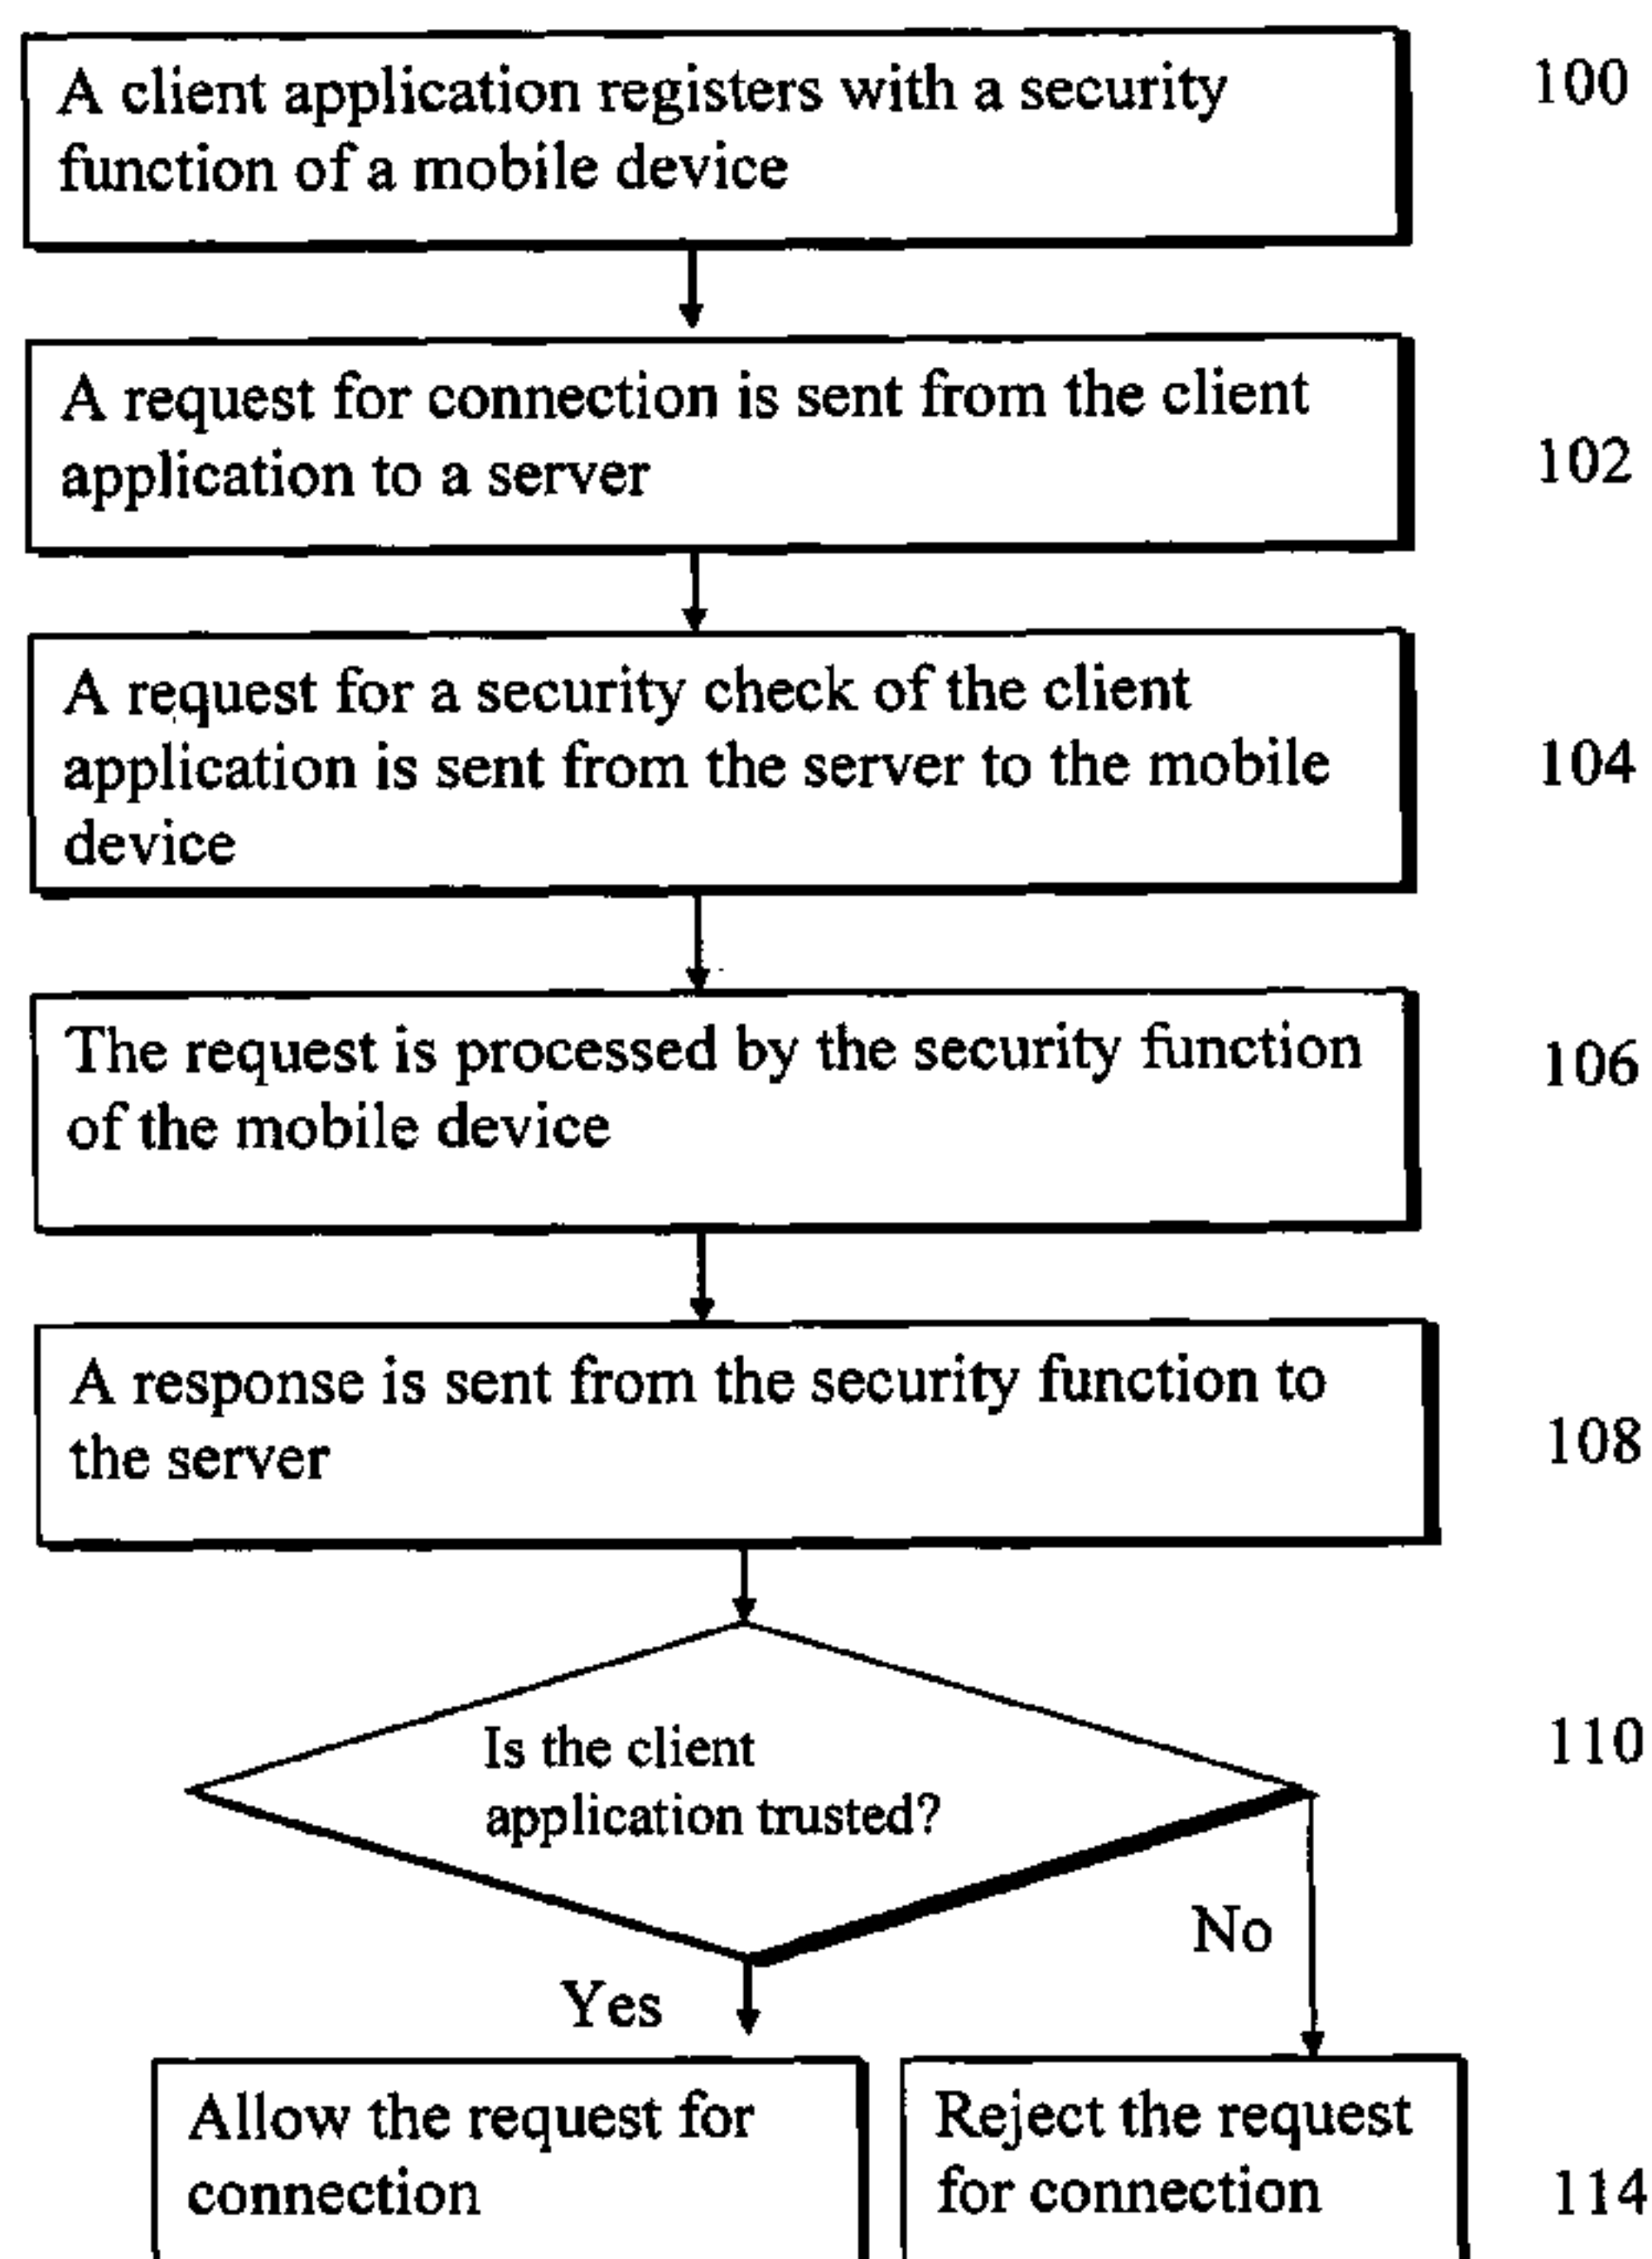 A client application registers with a security
function of a mobile device
100
A request for connection is sent from the client
application to a server
102
A request for a security check of the client
application is sent from the server to the mobile
device
104
The request is processed by the security function
of the mobile device
106
A response is sent from the security function to
the server
108
Is the client
application trusted?
110
No
Yes
Allow the request for
connection
Reject the request
for connection
114